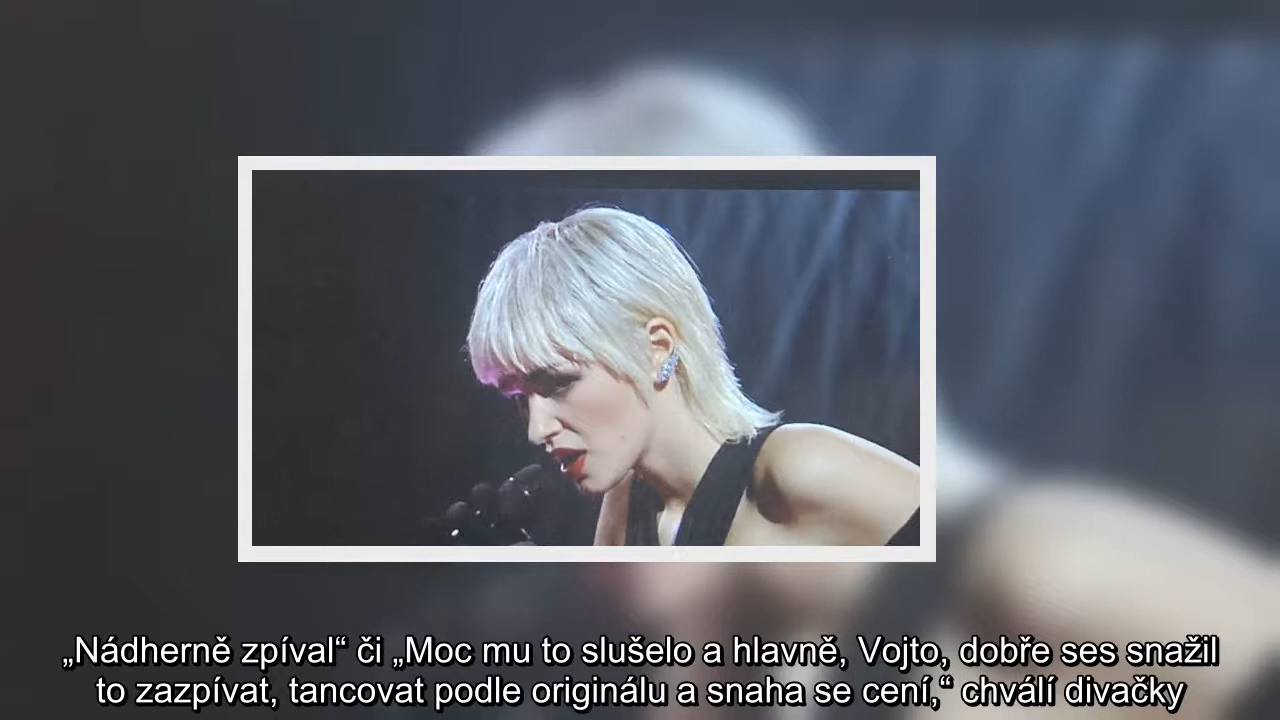 „Nádherně zpíval“ či „Moc mu to slušelo a hlavně, Vojto, dobře ses snažil
to zazpívat, tancovat podle originálu a snaha se cení,“ chválí divačky